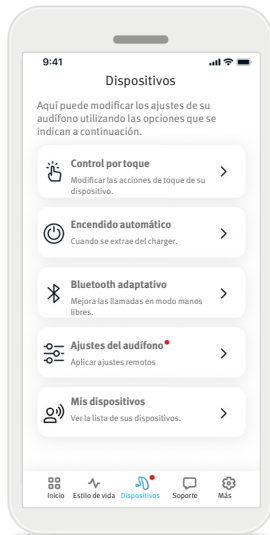 9:41
Dispositivos
Aquí puede modificar los ajustes de su
audífono utilizando las opciones que se
indican a continuación.
Control por toque
Modificar las acciones de toque de su
dispositivo.
Encendido automático
Cuando se extrae del charger.
Bluetooth adaptativo
Mejora las llamadas en modo manos
libres.
Ajustes del audífono
Aplicar ajustes remotos
Mis dispositivos
Ver la lista de sus dispositivos.
Inicio Estilo de vida Dispositivos Soporte Más